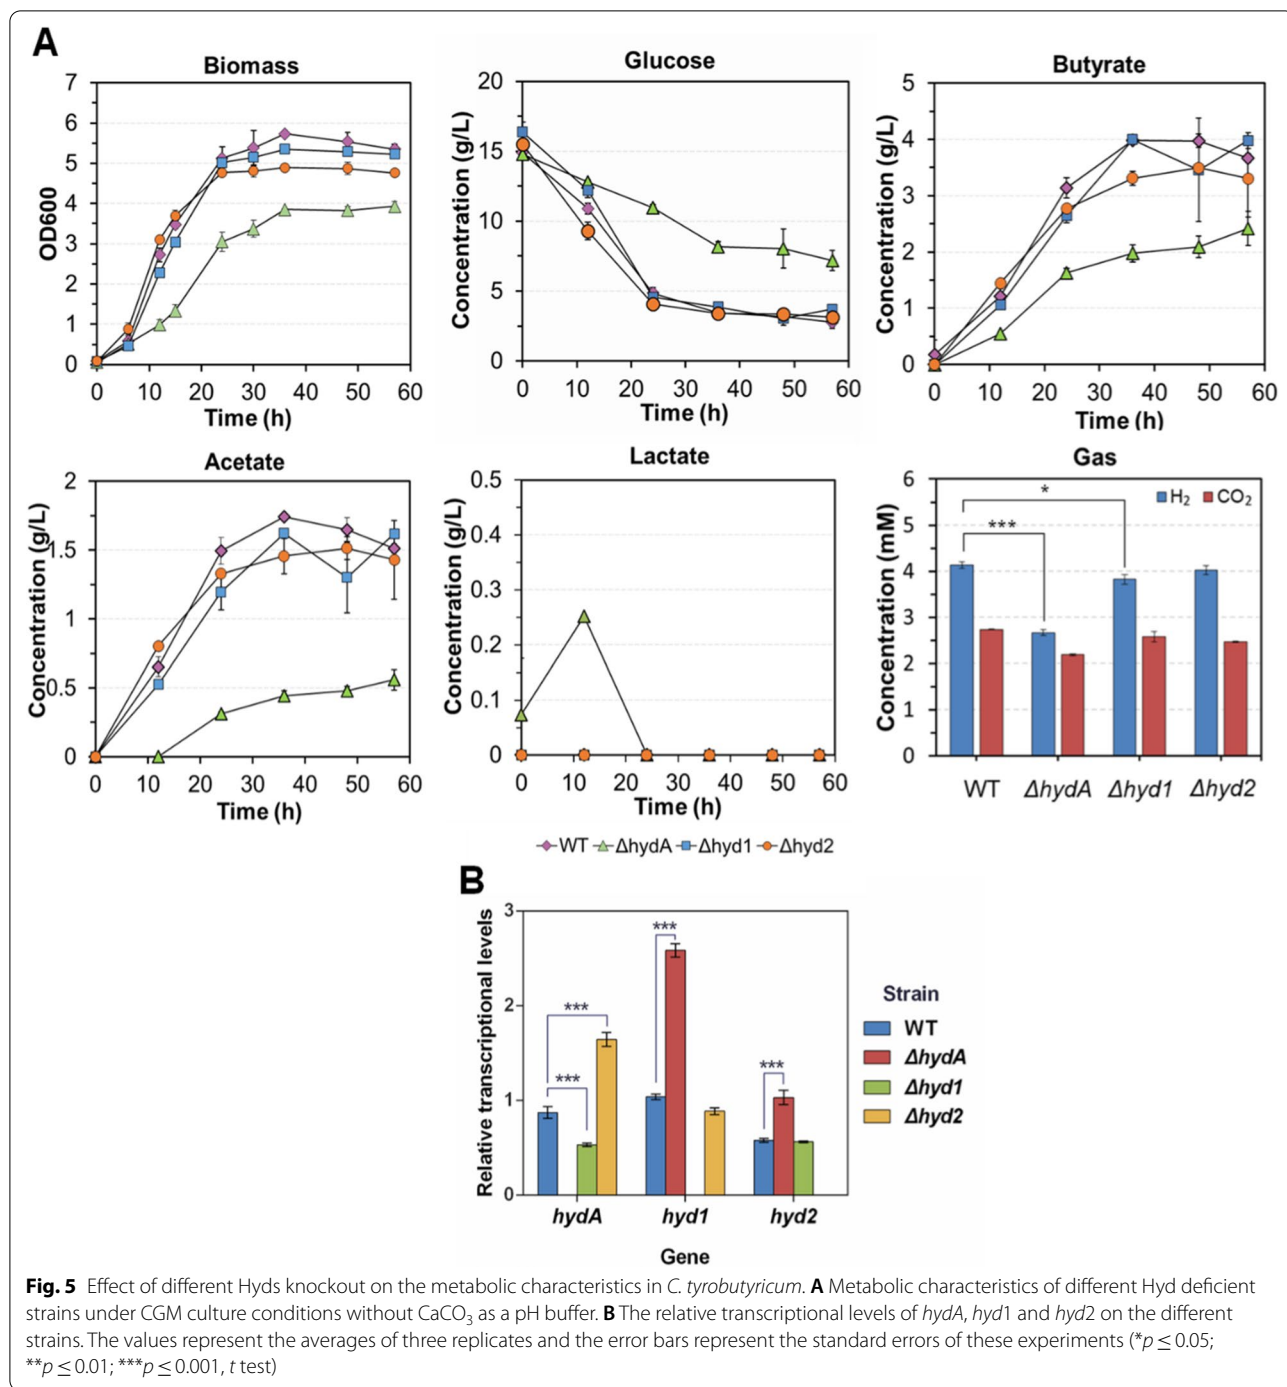 A
Biomass
Glucose
Butyrate
7
6
5
4
3
2
1
0
OD600
0 10 20 30 40 50 60
Time (h)
20
15
10
5
0
Concentration (g/L)
0 10 20 30 40 50 60
Time (h)
5
4
3
2
1
0
Concentration (g/L)
0 10 20 30 40 50 60
Time (h)
Acetate
Lactate
Gas
2
1.5
1
0.5
0
Concentration (g/L)
0 10 20 30 40 50 60
Time (h)
0.5
0.4
0.3
0.2
0.1
0
Concentration (g/L)
0 10 20 30 40 50 60
Time (h)
6
5
4
3
2
1
0
Concentration (mM)
H₂ CO₂
*
***
WT ΔhydA Δhyd1 Δhyd2
WT ΔhydA Δhyd1 Δhyd2
B
3
2
1
0
Relative transcriptional levels
***
***
***
***
hydA hyd1 hyd2
Gene
Strain
WT
ΔhydA
Δhyd1
Δhyd2
Fig. 5 Effect of different Hyds knockout on the metabolic characteristics in C. tyrobutyricum. A Metabolic characteristics of different Hyd deficient
strains under CGM culture conditions without CaCO₃ as a pH buffer. B The relative transcriptional levels of hydA, hyd1 and hyd2 on the different
strains. The values represent the averages of three replicates and the error bars represent the standard errors of these experiments (*p ≤ 0.05;
**p ≤ 0.01; ***p ≤ 0.001, t test)